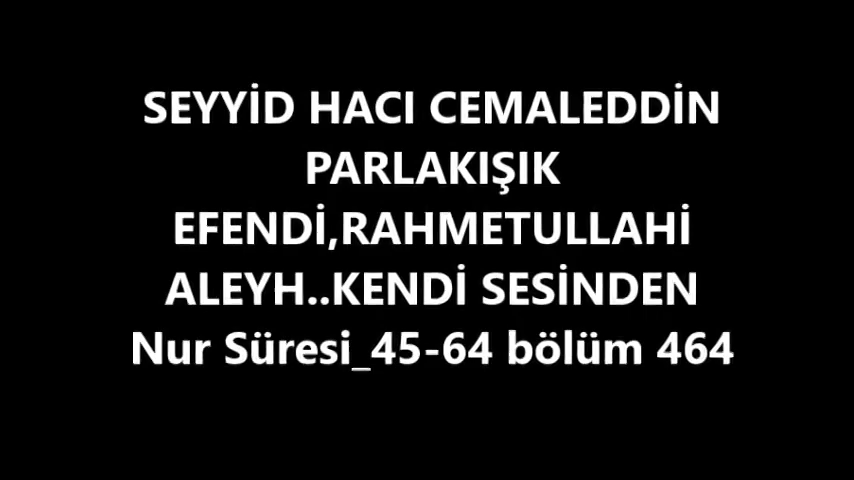 SEYYİD HACI CEMALEDDİN
PARLAKIŞIK
EFENDİ,RAHMETULLAHİ
ALEYH..KENDİ SESİNDEN
Nur Süresi_45-64 bölüm 464